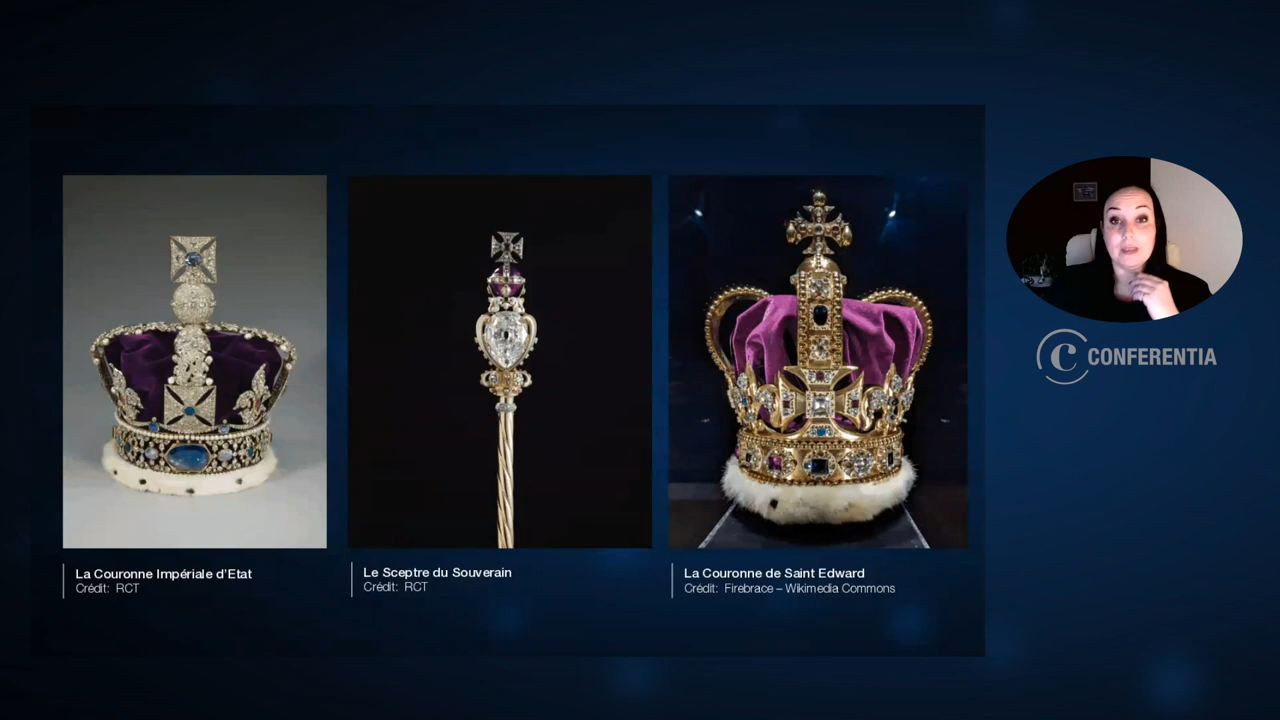 La Couronne Impériale d'Etat
Crédit: RCT
Le Sceptre du Souverain
Crédit: RCT
La Couronne de Saint Edward
Crédit: Firebrace – Wikimedia Commons
C CONFERENTIA